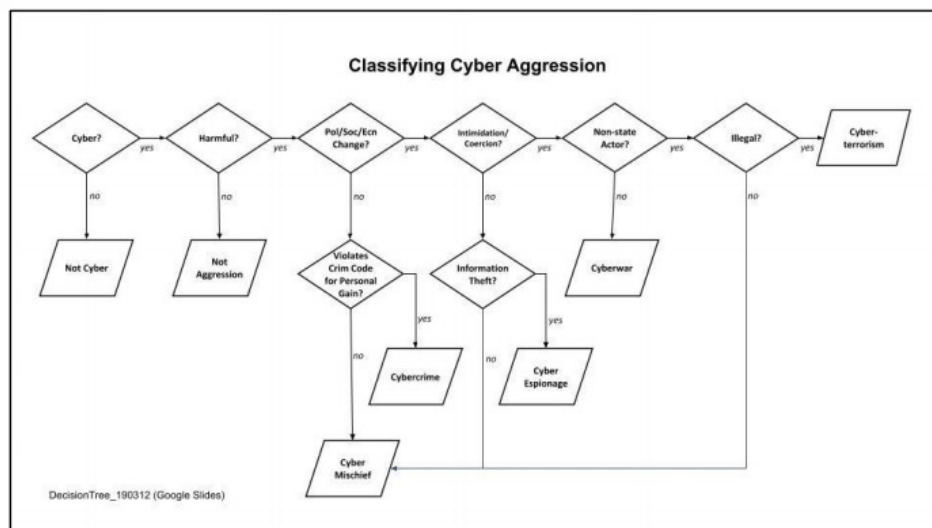 Classifying Cyber Aggression
Cyber?
yes
Harmful?
yes
Pol/Soc/Ecn
Change?
yes
Intimidation/
Coercion?
yes
Non-state
Actor?
yes
Illegal?
yes
Cyber-
terrorism
no
no
no
no
no
no
Not Cyber
Not
Aggression
Violates
Crim Code
for Personal
Gain?
yes
Information
Theft?
yes
Cyberwar
no
Cybercrime
no
Cyber
Espionage
Cyber
Mischief
DecisionTree_190312 (Google Slides)